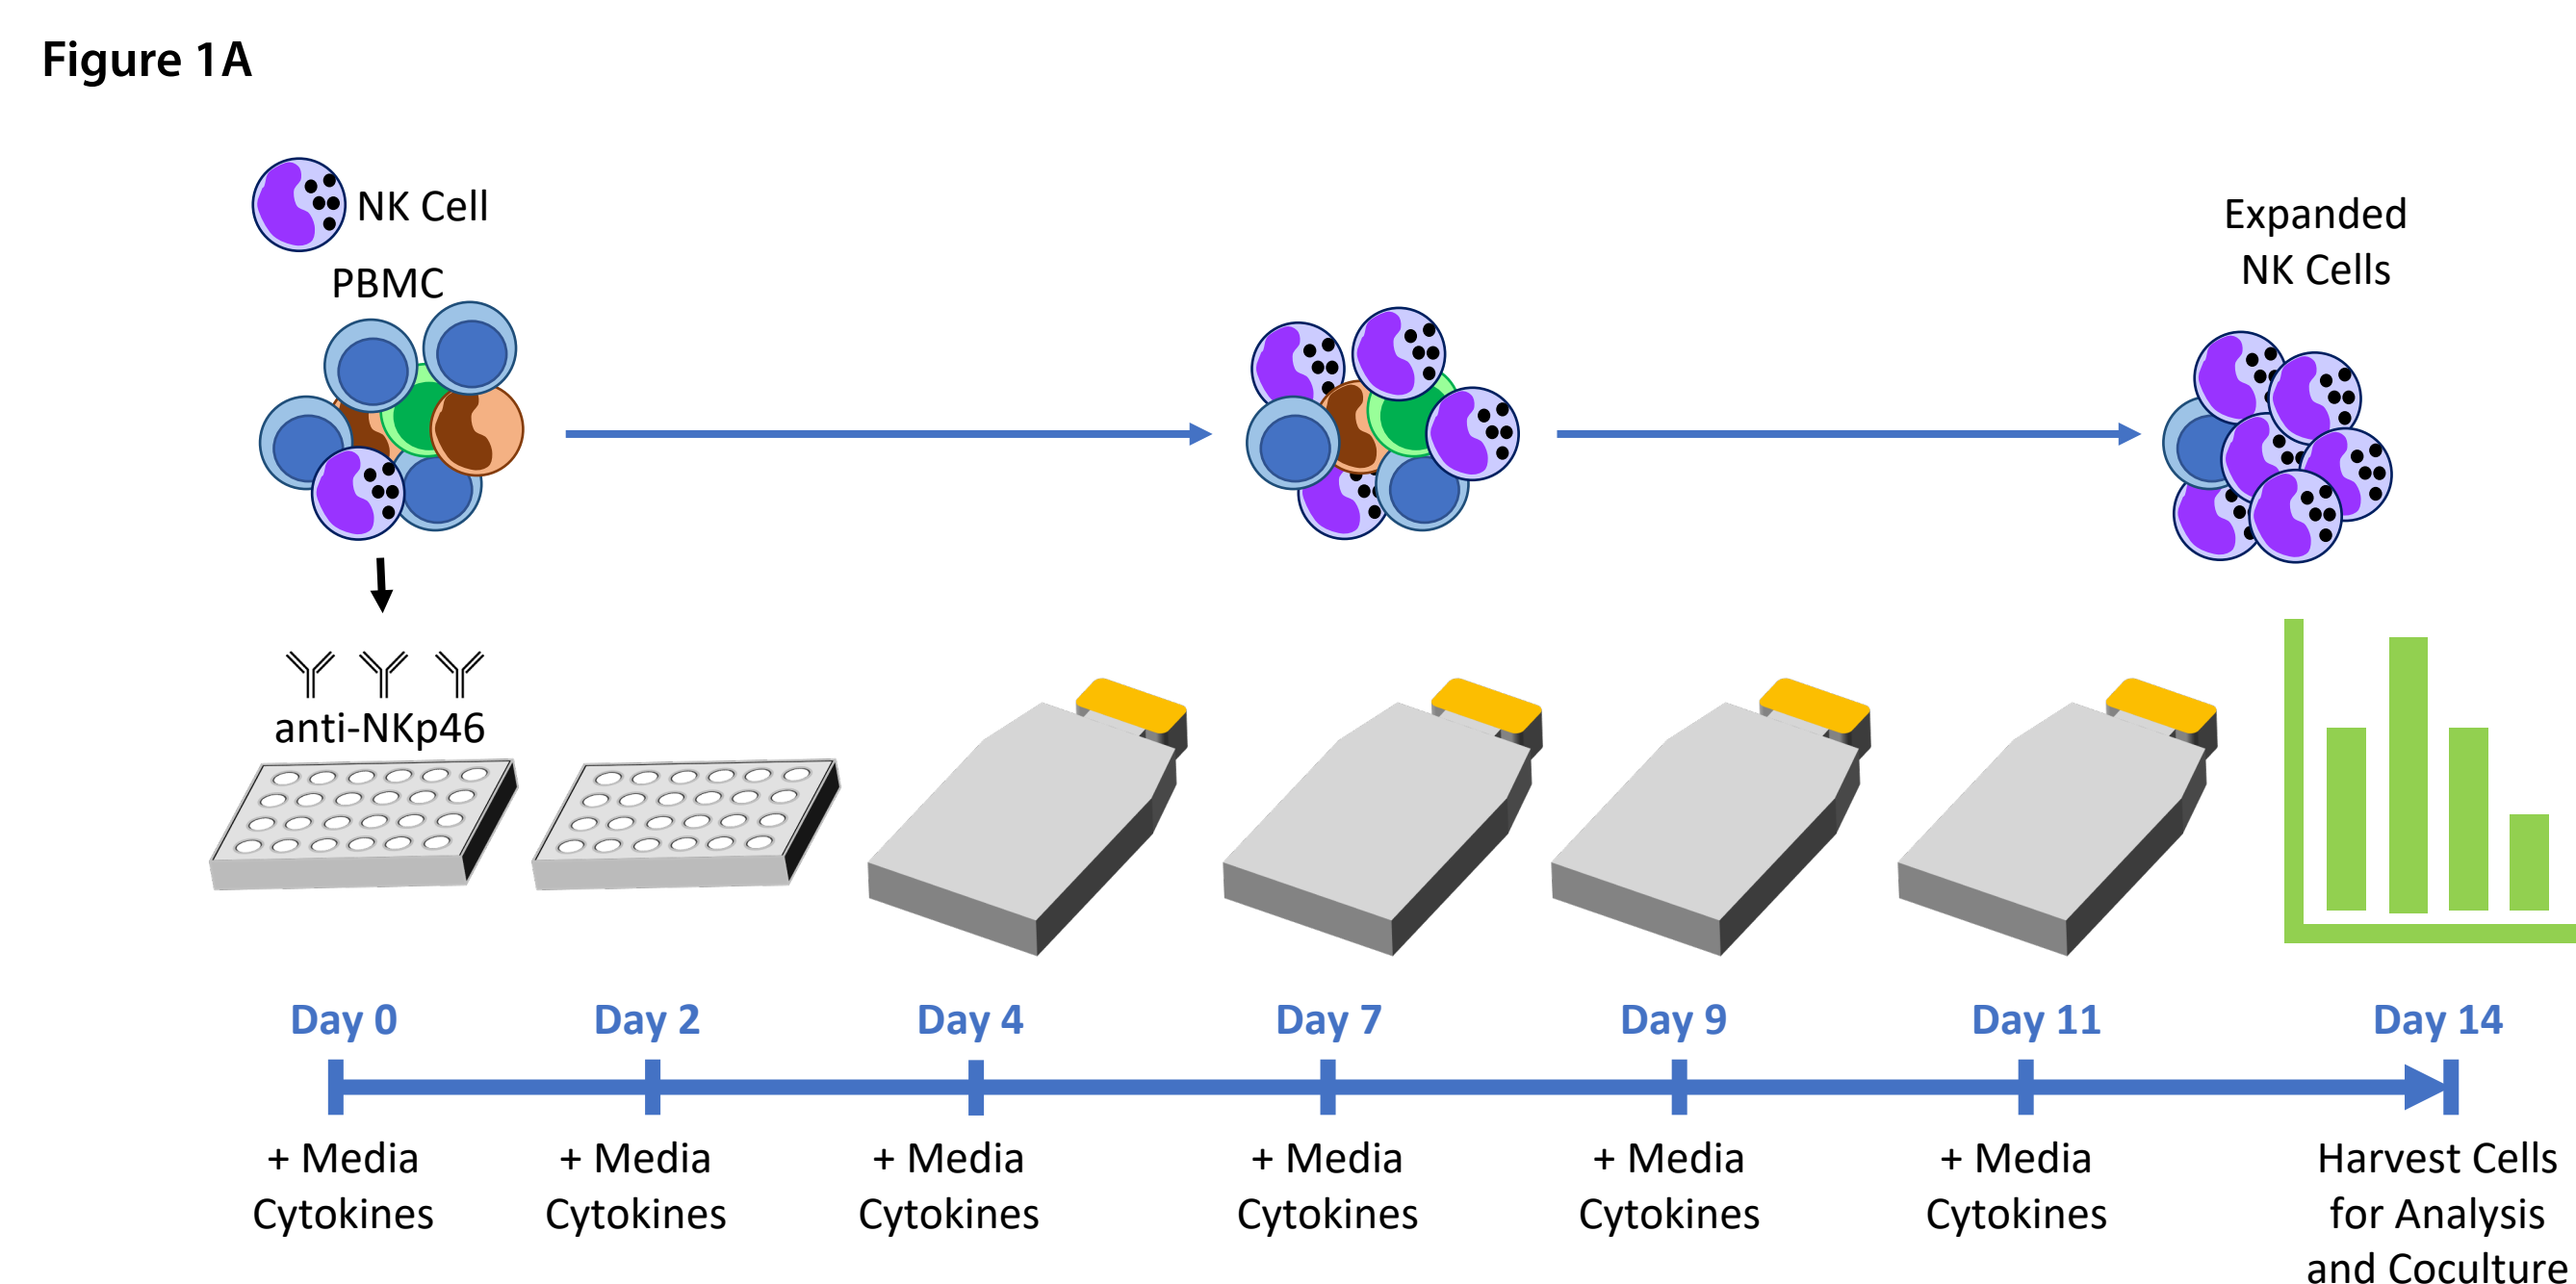 Figure 1A
NK Cell
PBMC
Expanded
NK Cells
anti-NKp46
Day 0
Day 2
Day 4
Day 7
Day 9
Day 11
Day 14
+ Media
Cytokines
+ Media
Cytokines
+ Media
Cytokines
+ Media
Cytokines
+ Media
Cytokines
+ Media
Cytokines
Harvest Cells
for Analysis
and Coculture